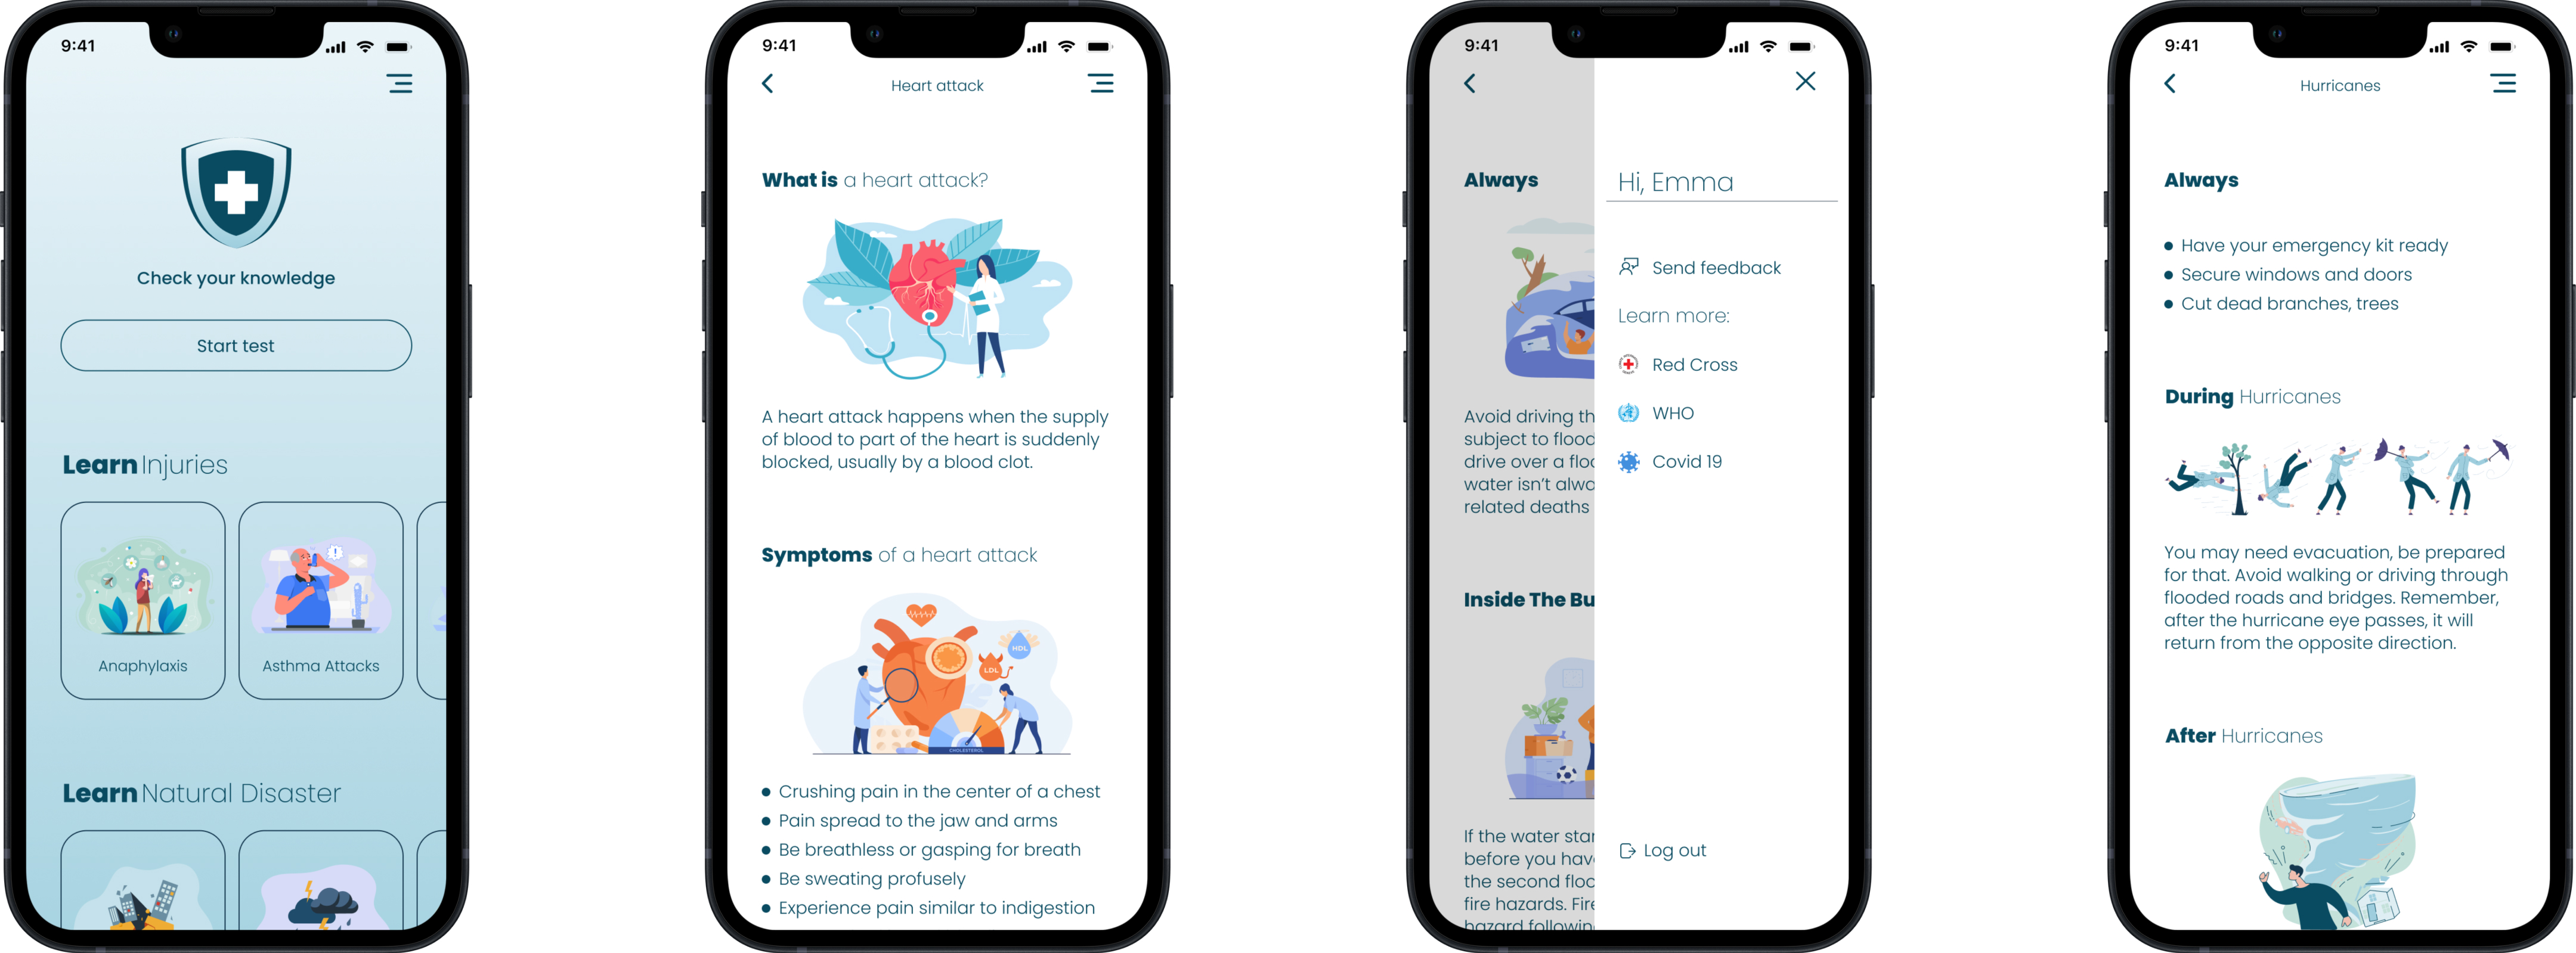 9:41
Check your knowledge
Start test
Learn Injuries
Anaphylaxis
Asthma Attacks
Learn Natural Disaster
9:41
Heart attack
What is a heart attack?
A heart attack happens when the supply
of blood to part of the heart is suddenly
blocked, usually by a blood clot.
Symptoms of a heart attack
HDL
LDL
CHOLESTEROL
Crushing pain in the center of a chest
Pain spread to the jaw and arms
Be breathless or gasping for breath
Be sweating profusely
Experience pain similar to indigestion
9:41
Always
Avoid driving th
subject to flood
drive over a floo
water isn't alwa
related deaths
Inside The Bu
If the water star
before you hav
the second floo
fire hazards. Fire
hazard followin
Hi, Emma
Send feedback
Learn more:
Red Cross
WHO
Covid 19
Log out
9:41
Hurricanes
Always
Have your emergency kit ready
Secure windows and doors
Cut dead branches, trees
During Hurricanes
You may need evacuation, be prepared
for that. Avoid walking or driving through
flooded roads and bridges. Remember,
after the hurricane eye passes, it will
return from the opposite direction.
After Hurricanes